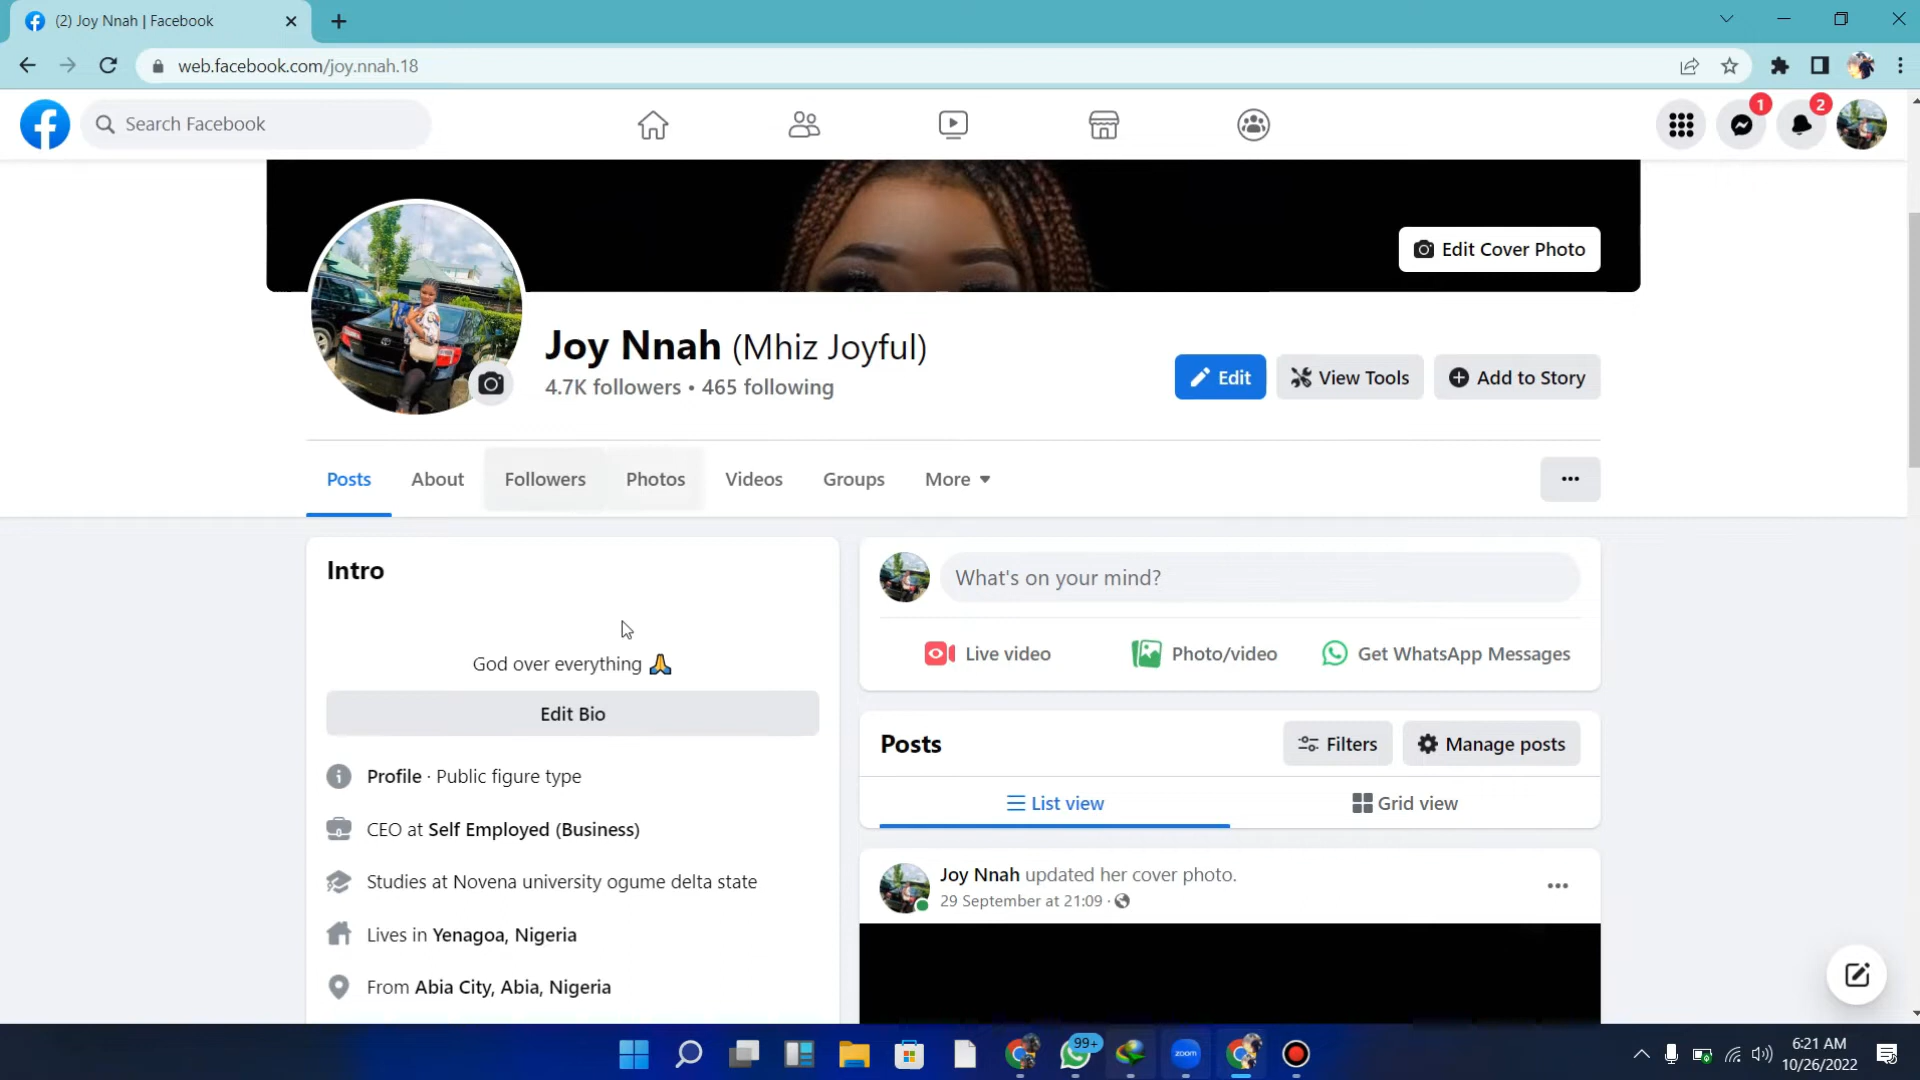 (2) Joy Nnah | Facebook
web.facebook.com/joy.nnah.18
Search Facebook
1
2
Edit Cover Photo
Joy Nnah (Mhiz Joyful)
4.7K followers • 465 following
Edit
View Tools
Add to Story
Posts
About
Followers
Photos
Videos
Groups
More
Intro
God over everything 🙏
Edit Bio
Profile · Public figure type
CEO at Self Employed (Business)
Studies at Novena university ogume delta state
Lives in Yenagoa, Nigeria
From Abia City, Abia, Nigeria
What's on your mind?
Live video
Photo/video
Get WhatsApp Messages
Posts
Filters
Manage posts
List view
Grid view
Joy Nnah updated her cover photo.
29 September at 21:09 ·
99+
zoom
6:21 AM
10/26/2022